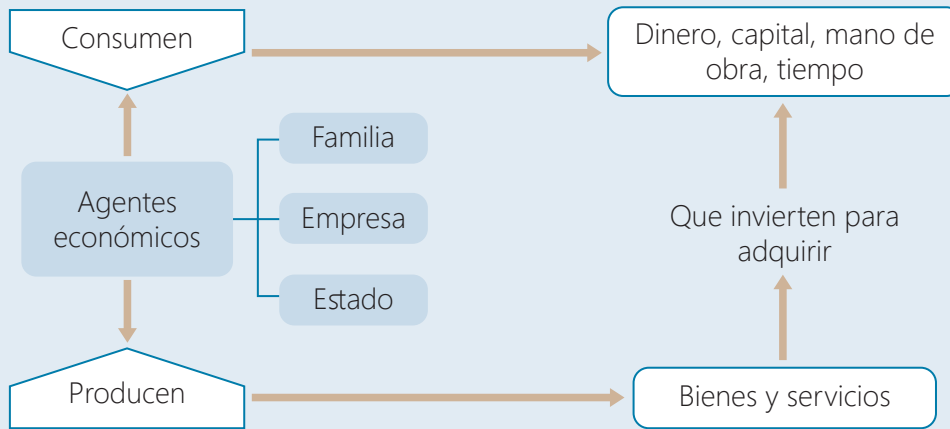 Consumen
Dinero, capital, mano de
obra, tiempo
Familia
Agentes
económicos
Empresa
Que invierten para
adquirir
Estado
Producen
Bienes y servicios